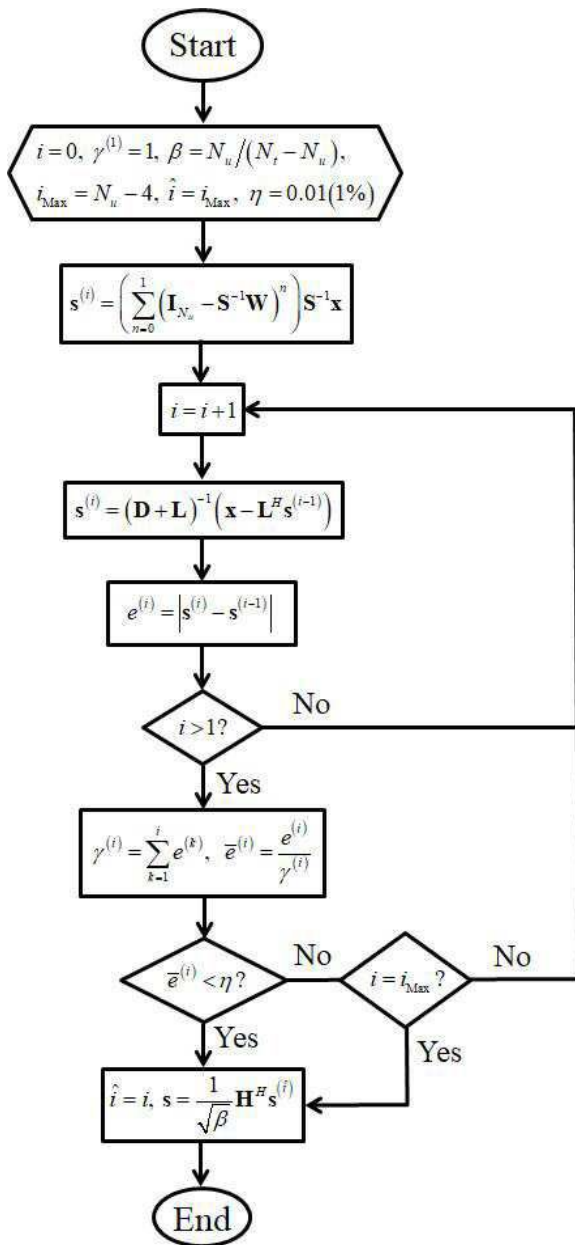 Start
i=0, γ^(1)=1, β=N_u/(N_t−N_u),
i_Max=N_u−4, î=i_Max, η=0.01(1%)
s^(i)=(∑_{n=0}^{1}(I_{N_u}−S^{−1}W)^n)S^{−1}x
i=i+1
s^(i)=(D+L)^{−1}(x−L^H s^(i−1))
e^(i)=|s^(i)−s^(i−1)|
i>1?
No
Yes
γ^(i)=∑_{k=1}^{i}e^(k), e̅^(i)=e^(i)/γ^(i)
e̅^(i)<η?
No
i=i_Max?
No
Yes
Yes
î=i, s=1/√β H^H s^(i)
End